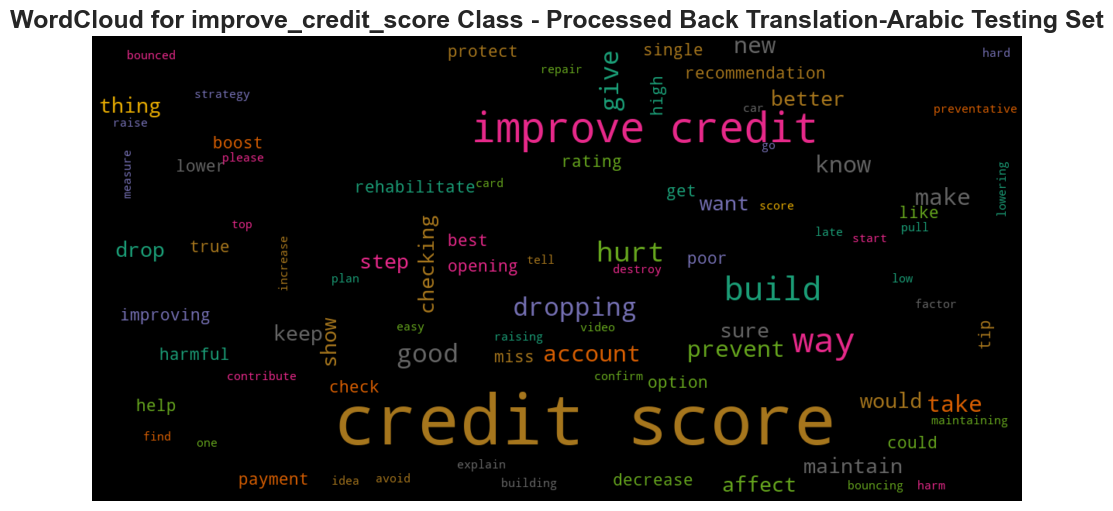 WordCloud for improve_credit_score Class - Processed Back Translation-Arabic Testing Set
bounced
protect
single
new
hard
repair
give
high
recommendation
thing
strategy
better
car
preventative
raise
improve credit
boost
go
measure
lower
please
rating
know
lowering
rehabilitate
card
get
want
score
make
like
top
late
start
pull
drop
true
increase
checking
best
hurt
step
opening
tell
destroy
poor
plan
build
low
dropping
factor
improving
keep
show
easy
video
raising
sure
way
tip
harmful
good
miss
account
prevent
contribute
check
confirm
option
help
credit score
would
take
maintaining
find
one
could
explain
maintain
payment
idea
avoid
building
decrease
affect
bouncing
harm